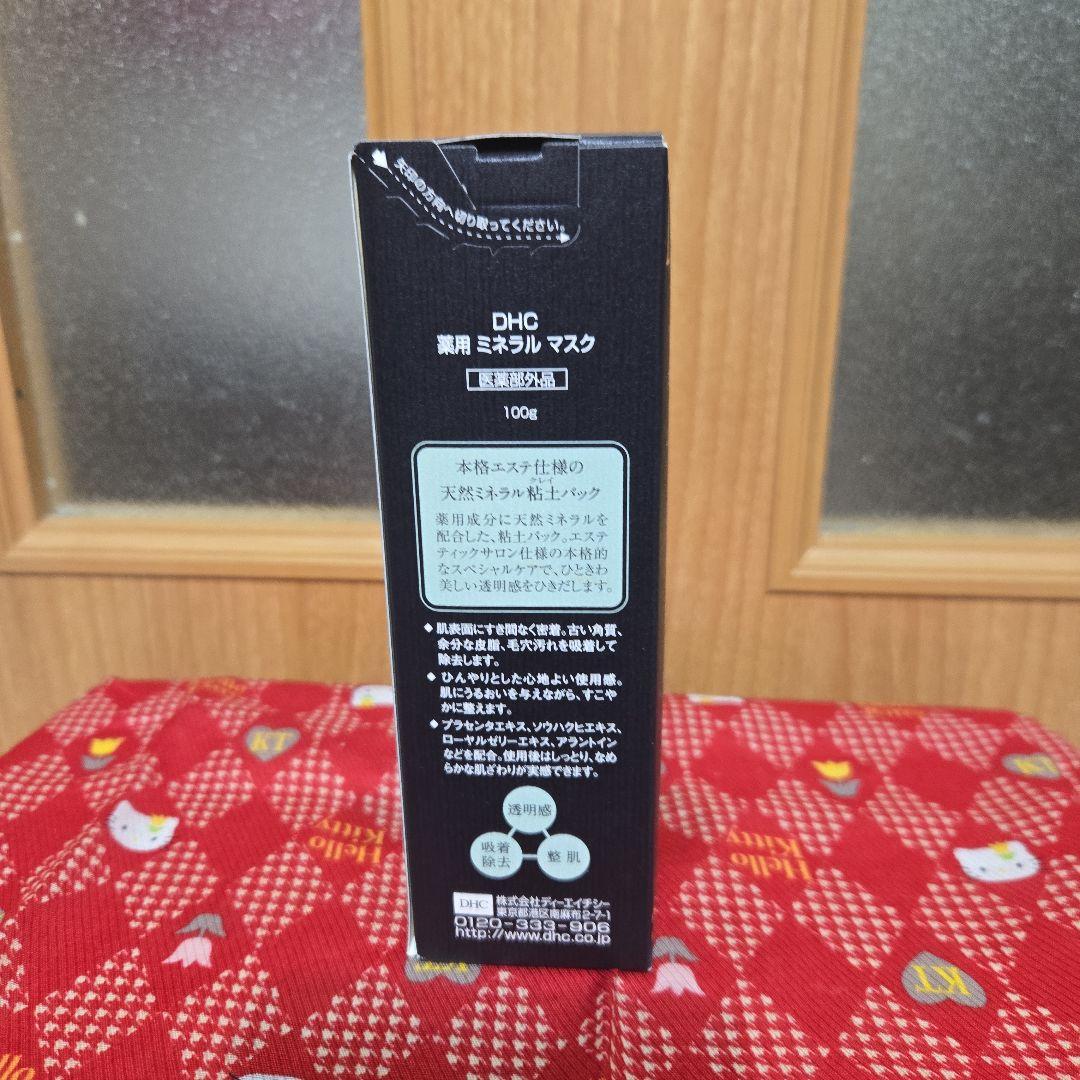 矢印の方向へ切り取ってください。
DHC
薬用 ミネラル マスク
医薬部外品
100g
本格エステ仕様の
クレイ
天然ミネラル粘土パック
薬用成分に天然ミネラルを
配合した、粘土パック。エステ
ティックサロン仕様の本格的
なスペシャルケアで、ひときわ
美しい透明感をひきだします。
◆ 肌表面にすき間なく密着。古い角質、
余分な皮脂、毛穴汚れを吸着して
除去します。
◆ ひんやりとした心地よい使用感。
肌にうるおいを与えながら、すこや
かに整えます。
◆ プラセンタエキス、ソウハクヒエキス、
ローヤルゼリーエキス、アラントイン
などを配合。使用後はしっとり、なめ
らかな肌ざわりが実感できます。
透明感
吸着
除去
整肌
DHC
株式会社ディーエイチシー
東京都港区南麻布2-7-1
0120-333-906
http://www.dhc.co.jp
KT
Hello
Kitty
Hello
Kitty
KT
KT
KT